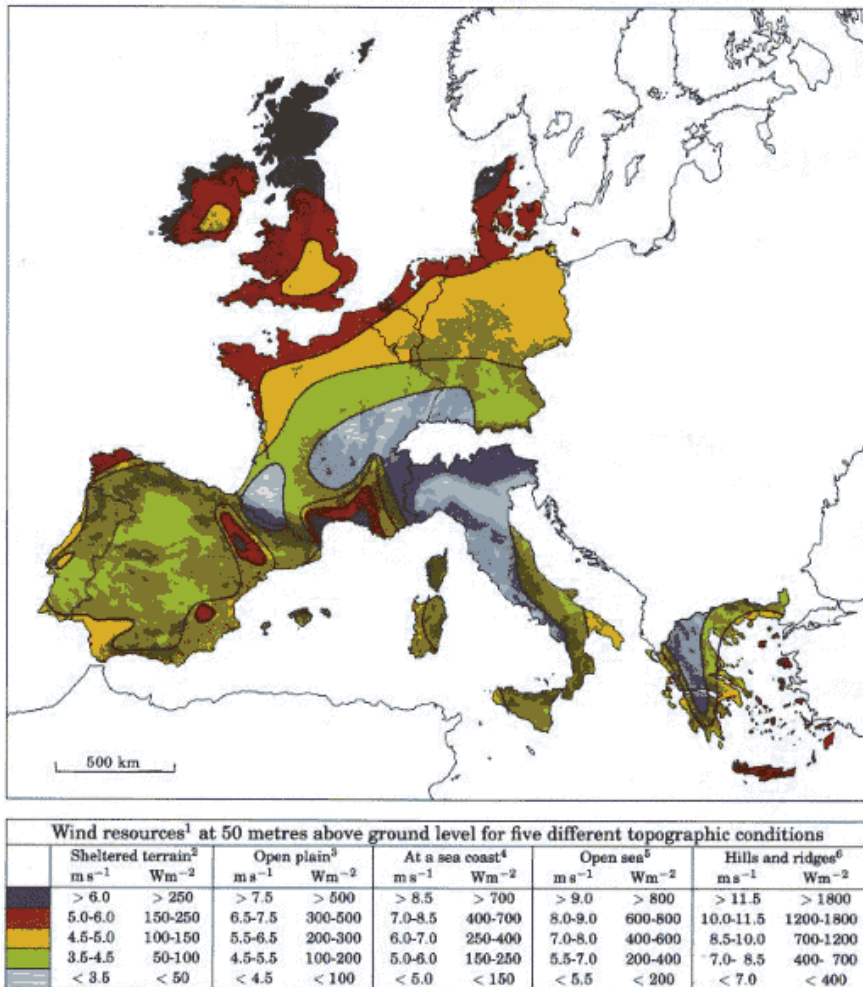 500 km
Wind resources¹ at 50 metres above ground level for five different topographic conditions
Sheltered terrain² Open plain³ At a sea coast⁴ Open sea⁵ Hills and ridges⁶
m s⁻¹ Wm⁻² m s⁻¹ Wm⁻² m s⁻¹ Wm⁻² m s⁻¹ Wm⁻² m s⁻¹ Wm⁻²
> 6.0 > 250 > 7.5 > 500 > 8.5 > 700 > 9.0 > 800 > 11.5 > 1800
5.0-6.0 150-250 6.5-7.5 300-500 7.0-8.5 400-700 8.0-9.0 600-800 10.0-11.5 1200-1800
4.5-5.0 100-150 5.5-6.5 200-300 6.0-7.0 250-400 7.0-8.0 400-600 8.5-10.0 700-1200
3.5-4.5 50-100 4.5-5.5 100-200 5.0-6.0 150-250 5.5-7.0 200-400 7.0- 8.5 400- 700
< 3.5 < 50 < 4.5 < 100 < 5.0 < 150 < 5.5 < 200 < 7.0 < 400